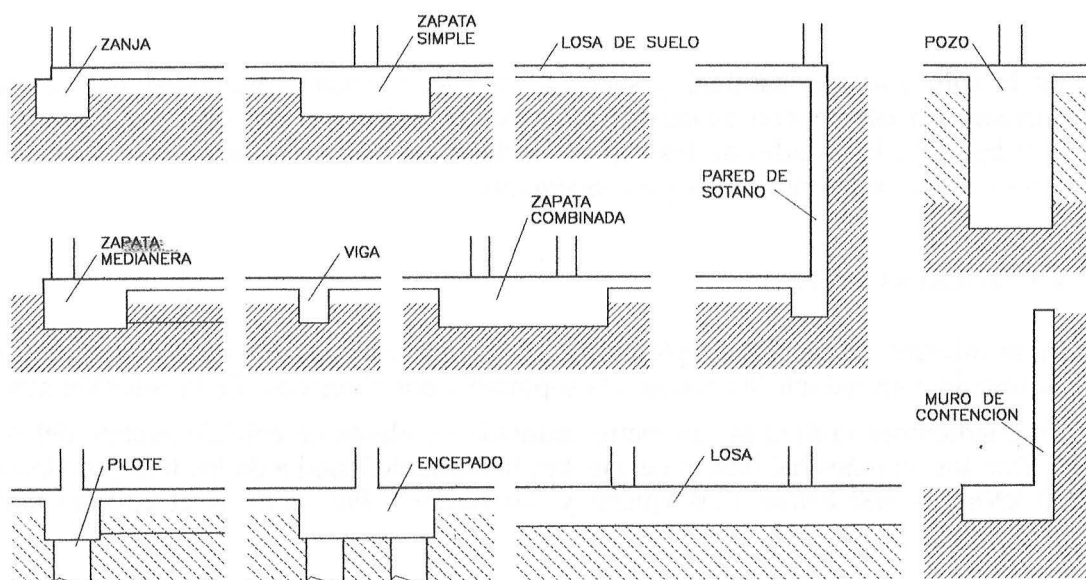 ZANJA
ZAPATA
SIMPLE
LOSA DE SUELO
POZO
PARED DE
SOTANO
ZAPATA
MEDIANERA
VIGA
ZAPATA
COMBINADA
MURO DE
CONTENCION
PILOTE
ENCEPADO
LOSA